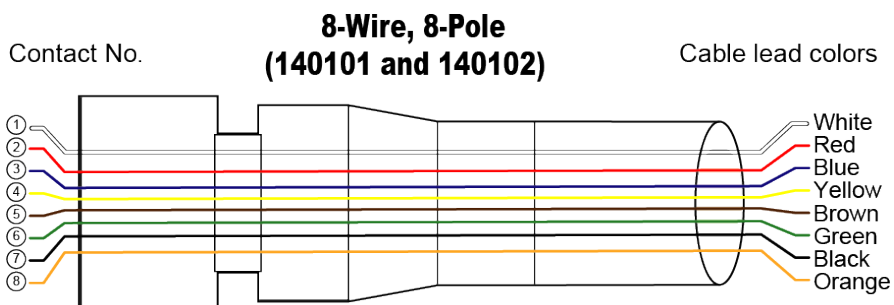 8-Wire, 8-Pole
(140101 and 140102)
Contact No.
Cable lead colors
1 White
2 Red
3 Blue
4 Yellow
5 Brown
6 Green
7 Black
8 Orange